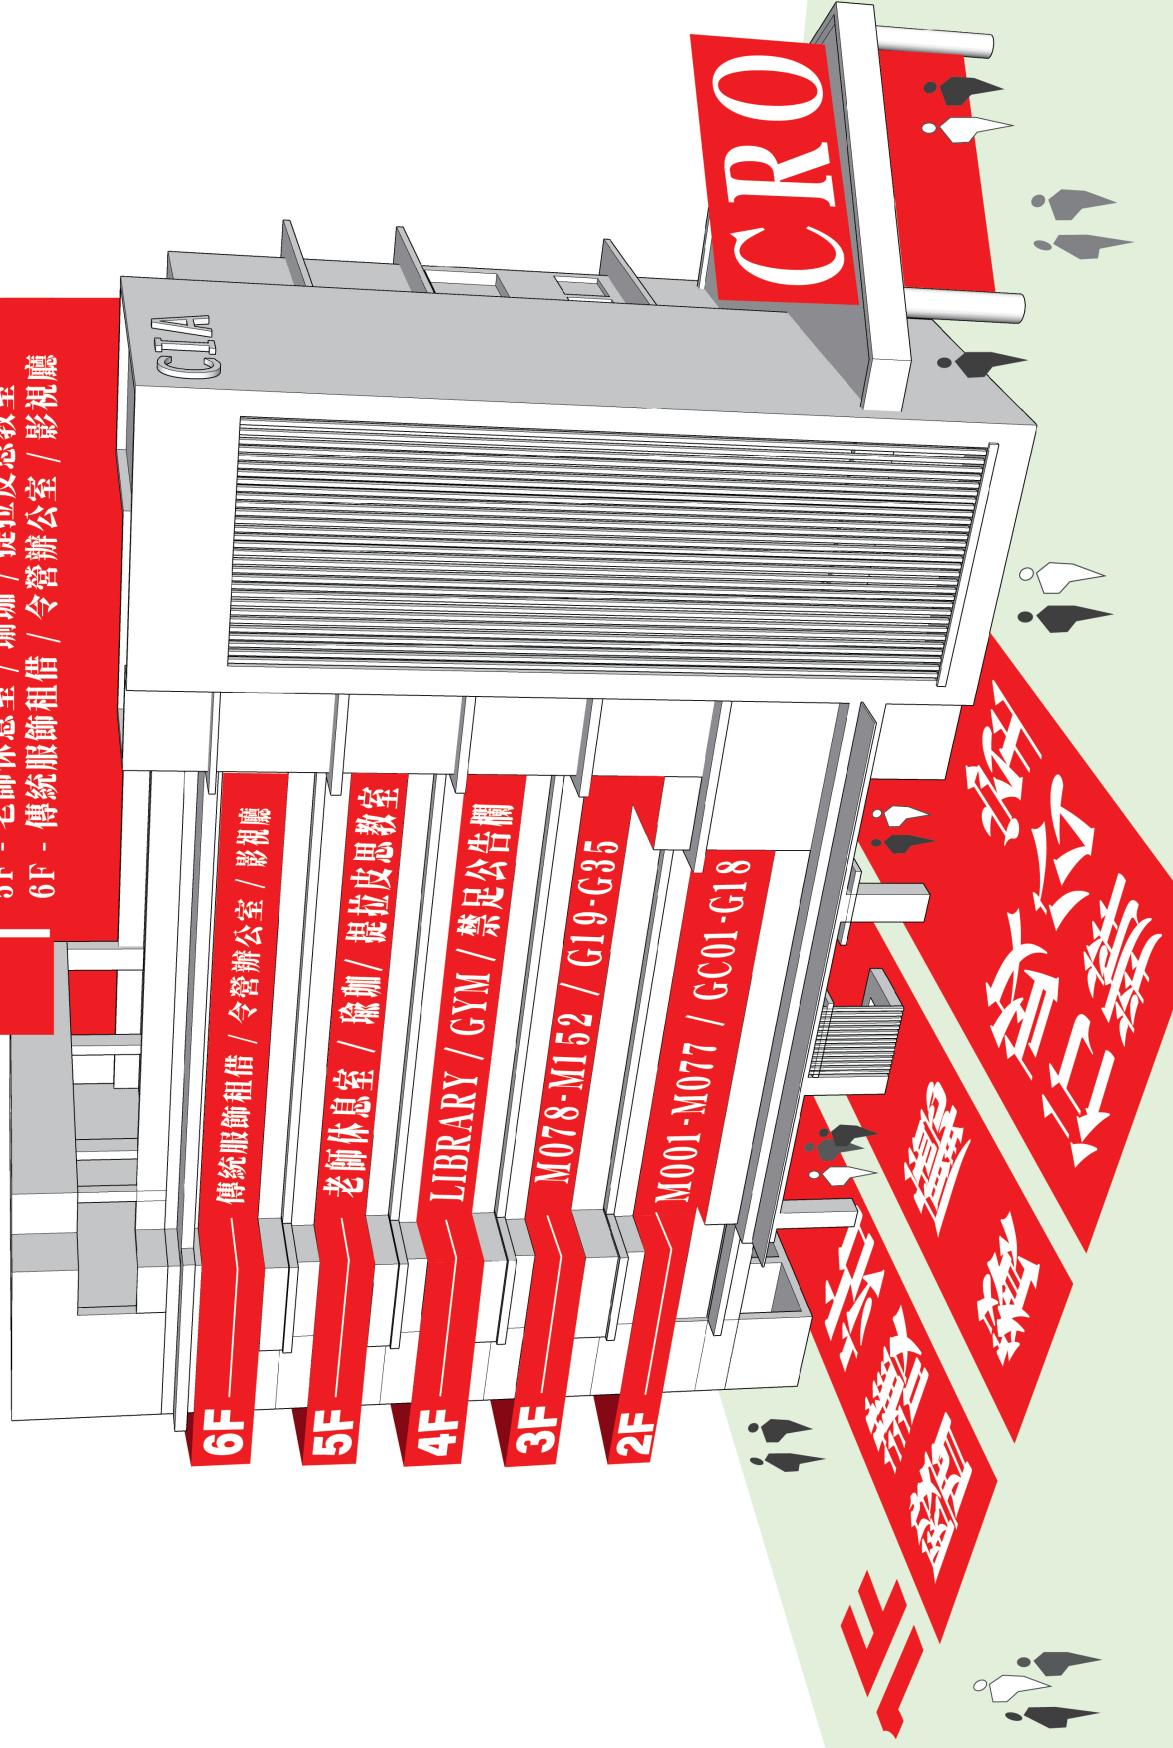 5F - 老師休息室 / 瑜珈 / 提拉皮思教室
6F - 傳統服飾租借 / 令營辦公室 / 影視廳
CIA
CRO
6F 傳統服飾租借 / 令營辦公室 / 影視廳
5F 老師休息室 / 瑜珈 / 提拉皮思教室
4F LIBRARY / GYM / 禁足公告欄
3F M078-M152 / G19-G35
2F M001-M077 / GC01-G18
1F